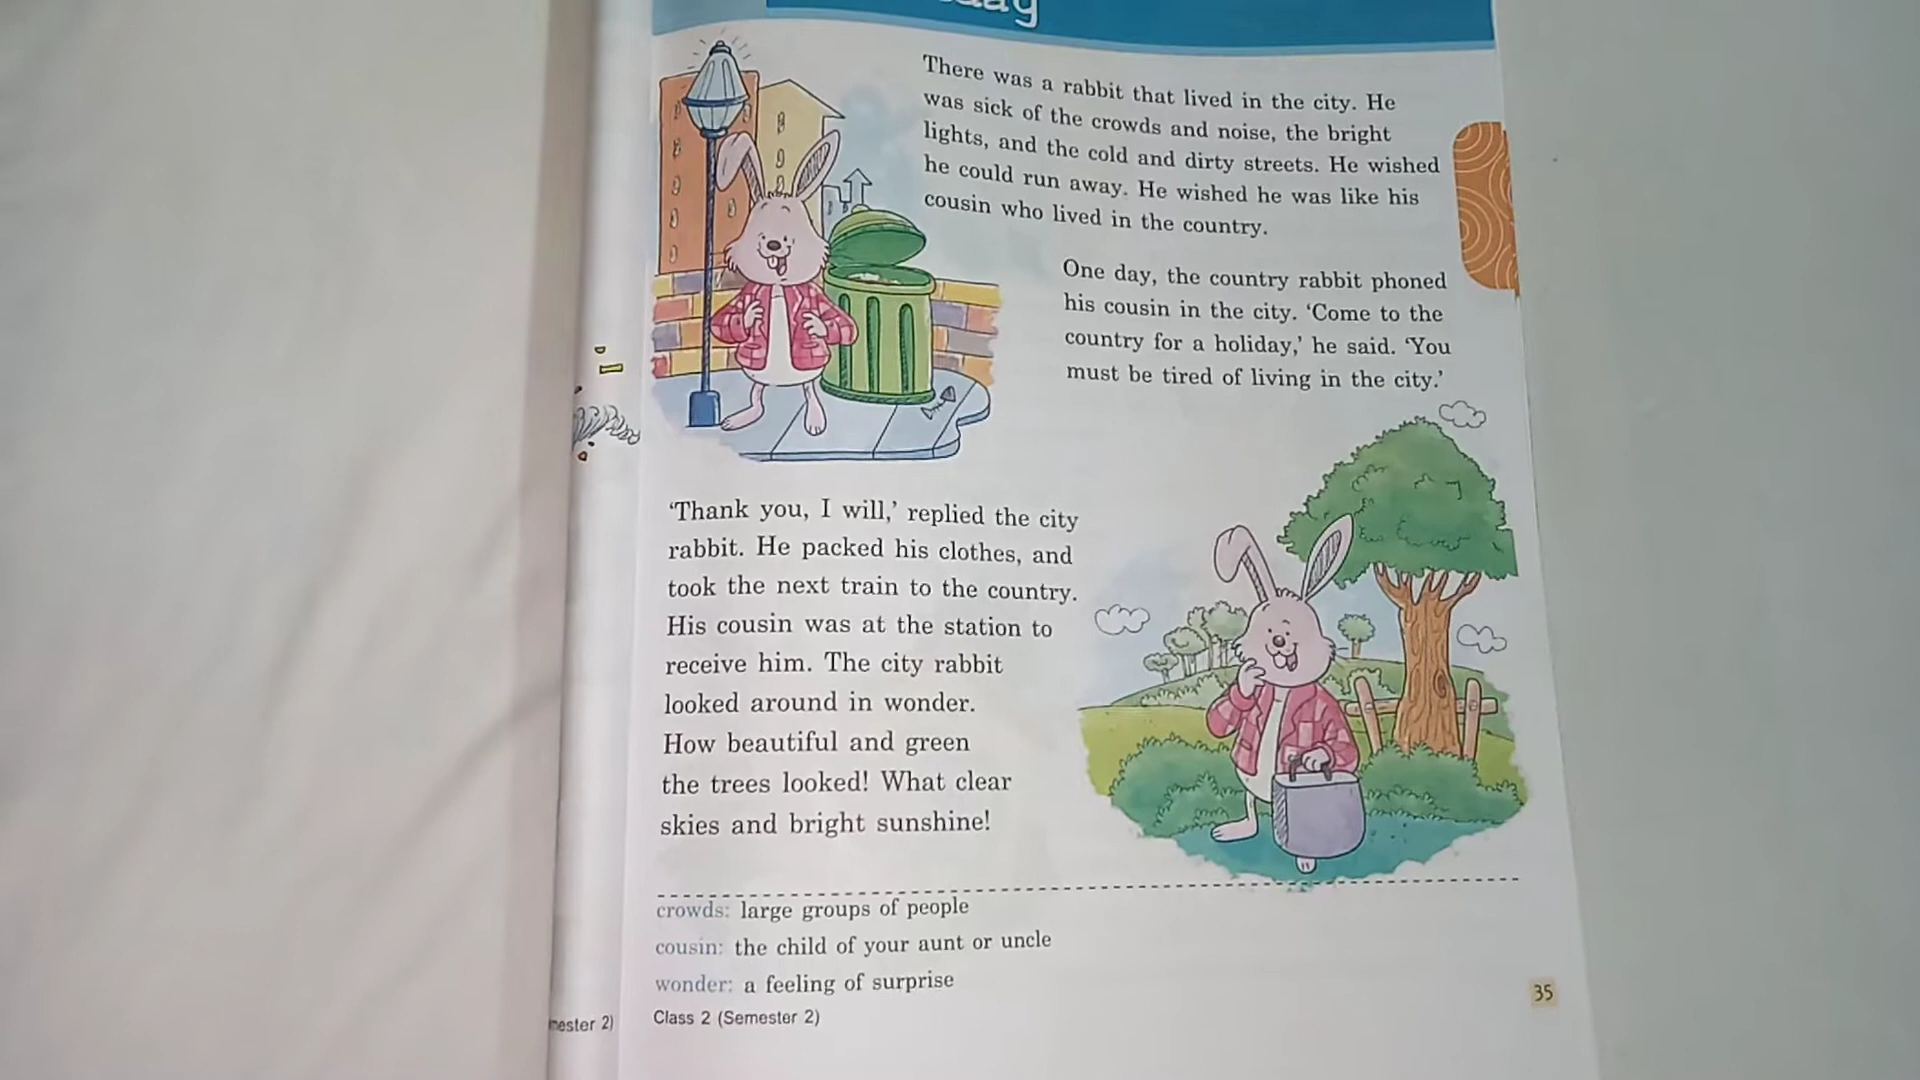 There was a rabbit that lived in the city. He
was sick of the crowds and noise, the bright
lights, and the cold and dirty streets. He wished
he could run away. He wished he was like his
cousin who lived in the country.
One day, the country rabbit phoned
his cousin in the city. ‘Come to the
country for a holiday,’ he said. ‘You
must be tired of living in the city.’
‘Thank you, I will,’ replied the city
rabbit. He packed his clothes, and
took the next train to the country.
His cousin was at the station to
receive him. The city rabbit
looked around in wonder.
How beautiful and green
the trees looked! What clear
skies and bright sunshine!
crowds: large groups of people
cousin: the child of your aunt or uncle
wonder: a feeling of surprise
Class 2 (Semester 2)
35